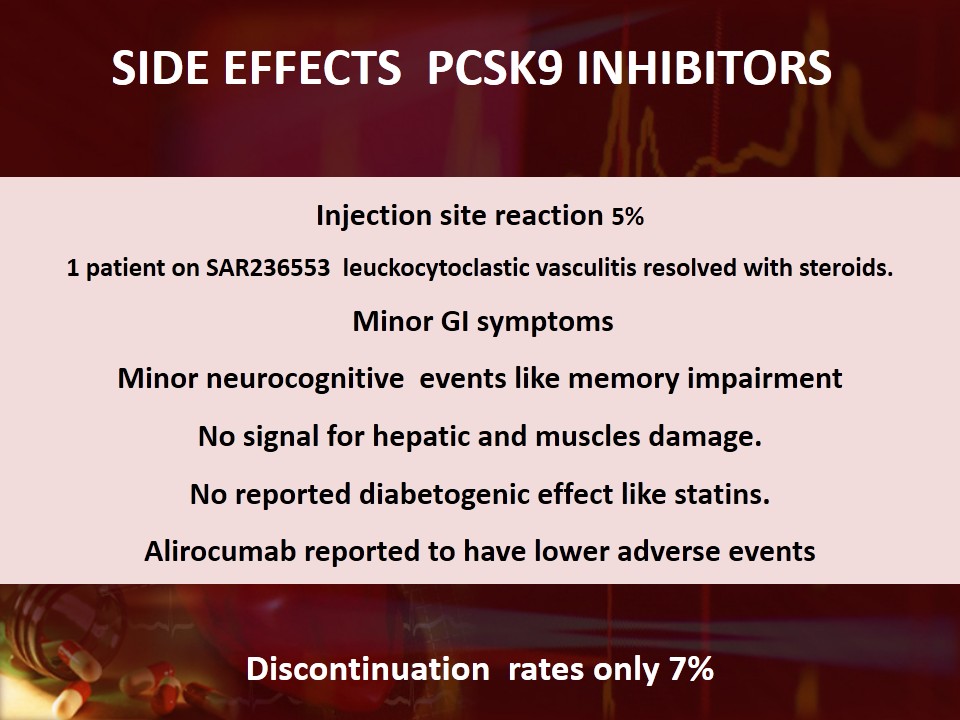 SIDE EFFECTS  PCSK9 INHIBITORS
Injection site reaction 5%
1 patient on SAR236553  leuckocytoclastic vasculitis resolved with steroids.
Minor GI symptoms
Minor neurocognitive  events like memory impairment
No signal for hepatic and muscles damage.
No reported diabetogenic effect like statins.
Alirocumab reported to have lower adverse events
Discontinuation  rates only 7%